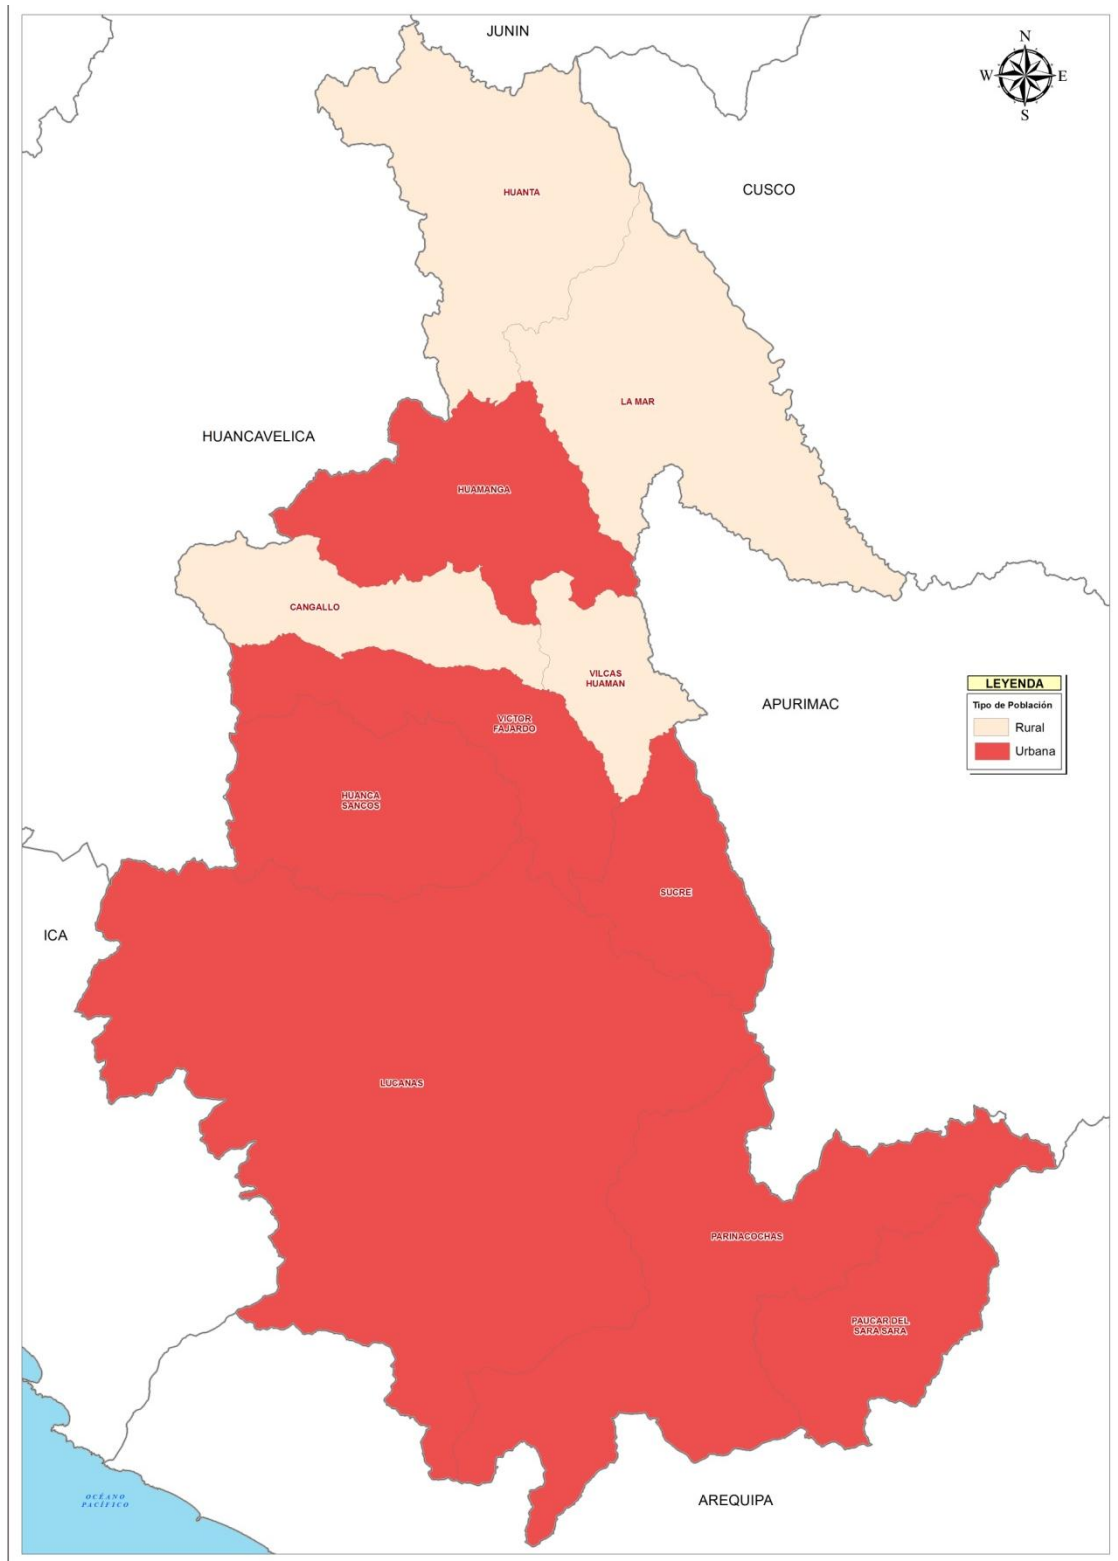 JUNIN
N
W
E
S
HUANTA
CUSCO
LA MAR
HUANCAVELICA
HUAMANGA
CANGALLO
VILCAS
HUAMAN
LEYENDA
Tipo de Población
Rural
Urbana
APURIMAC
VICTOR
FAJARDO
HUANCA
SANCOS
SUCRE
ICA
LUCANAS
PARINACOCHAS
PAUCAR DEL
SARA SARA
OCÉANO
PACÍFICO
AREQUIPA